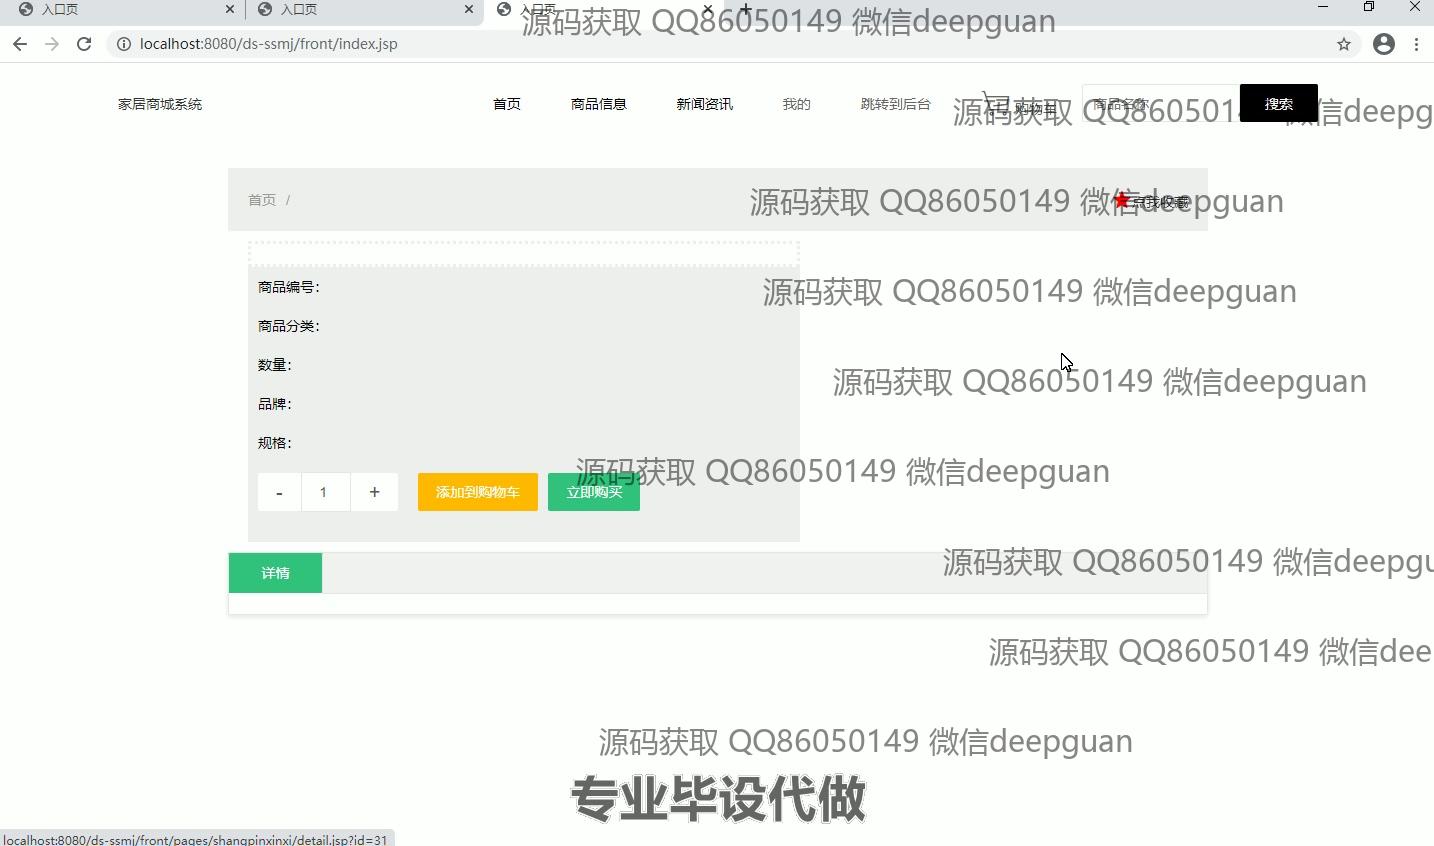 入口页
入口页
入口页
源码获取 QQ86050149 微信deepguan
localhost:8080/ds-ssmj/front/index.jsp
家居商城系统 首页 商品信息 新闻资讯 我的 跳转到后台 购物车 商品名称 搜索
源码获取 QQ86050149 微信deepg
首页 / 点我收藏
源码获取 QQ86050149 微信deepguan
商品编号：
源码获取 QQ86050149 微信deepguan
商品分类：
数量：
源码获取 QQ86050149 微信deepguan
品牌：
规格：
源码获取 QQ86050149 微信deepguan
- 1 + 添加到购物车 立即购买
源码获取 QQ86050149 微信deepgu
详情
源码获取 QQ86050149 微信dee
源码获取 QQ86050149 微信deepguan
专业毕设代做
localhost:8080/ds-ssmj/front/pages/shangpinxinxi/detail.jsp?id=31